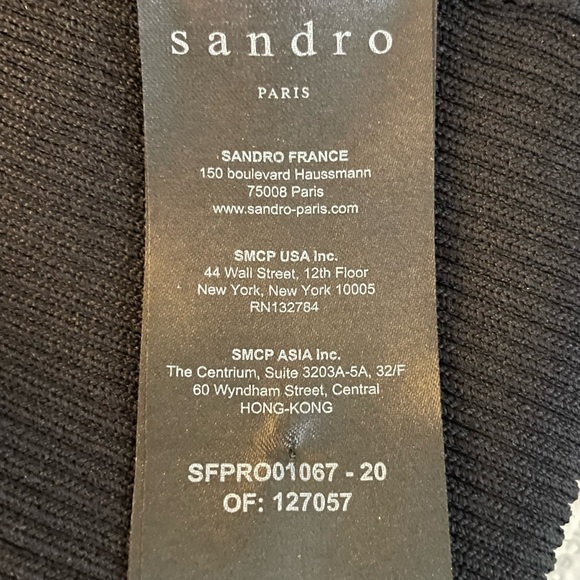 sandro
PARIS
SANDRO FRANCE
150 boulevard Haussmann
75008 Paris
www.sandro-paris.com
SMCP USA Inc.
44 Wall Street, 12th Floor
New York, New York 10005
RN132784
SMCP ASIA Inc.
The Centrium, Suite 3203A-5A, 32/F
60 Wyndham Street, Central
HONG-KONG
SFPRO01067 - 20
OF: 127057